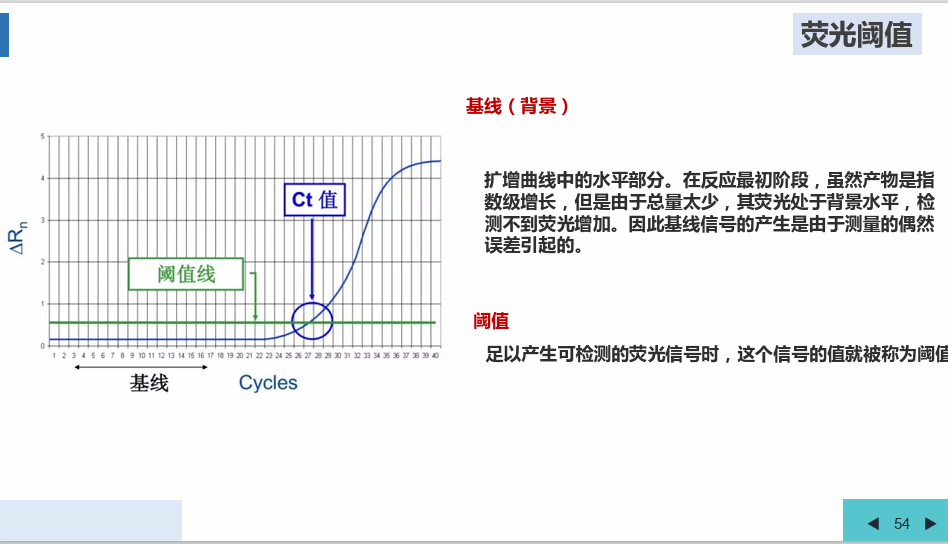 荧光阈值
基线（背景）
扩增曲线中的水平部分。在反应最初阶段，虽然产物是指
数级增长，但是由于总量太少，其荧光处于背景水平，检
测不到荧光增加。因此基线信号的产生是由于测量的偶然
误差引起的。
阈值
足以产生可检测的荧光信号时，这个信号的值就被称为阈值
5
4
3
2
1
0
ΔRn
Ct 值
阈值线
1 2 3 4 5 6 7 8 9 10 11 12 13 14 15 16 17 18 19 20 21 22 23 24 25 26 27 28 29 30 31 32 33 34 35 36 37 38 39 40
基线
Cycles
54